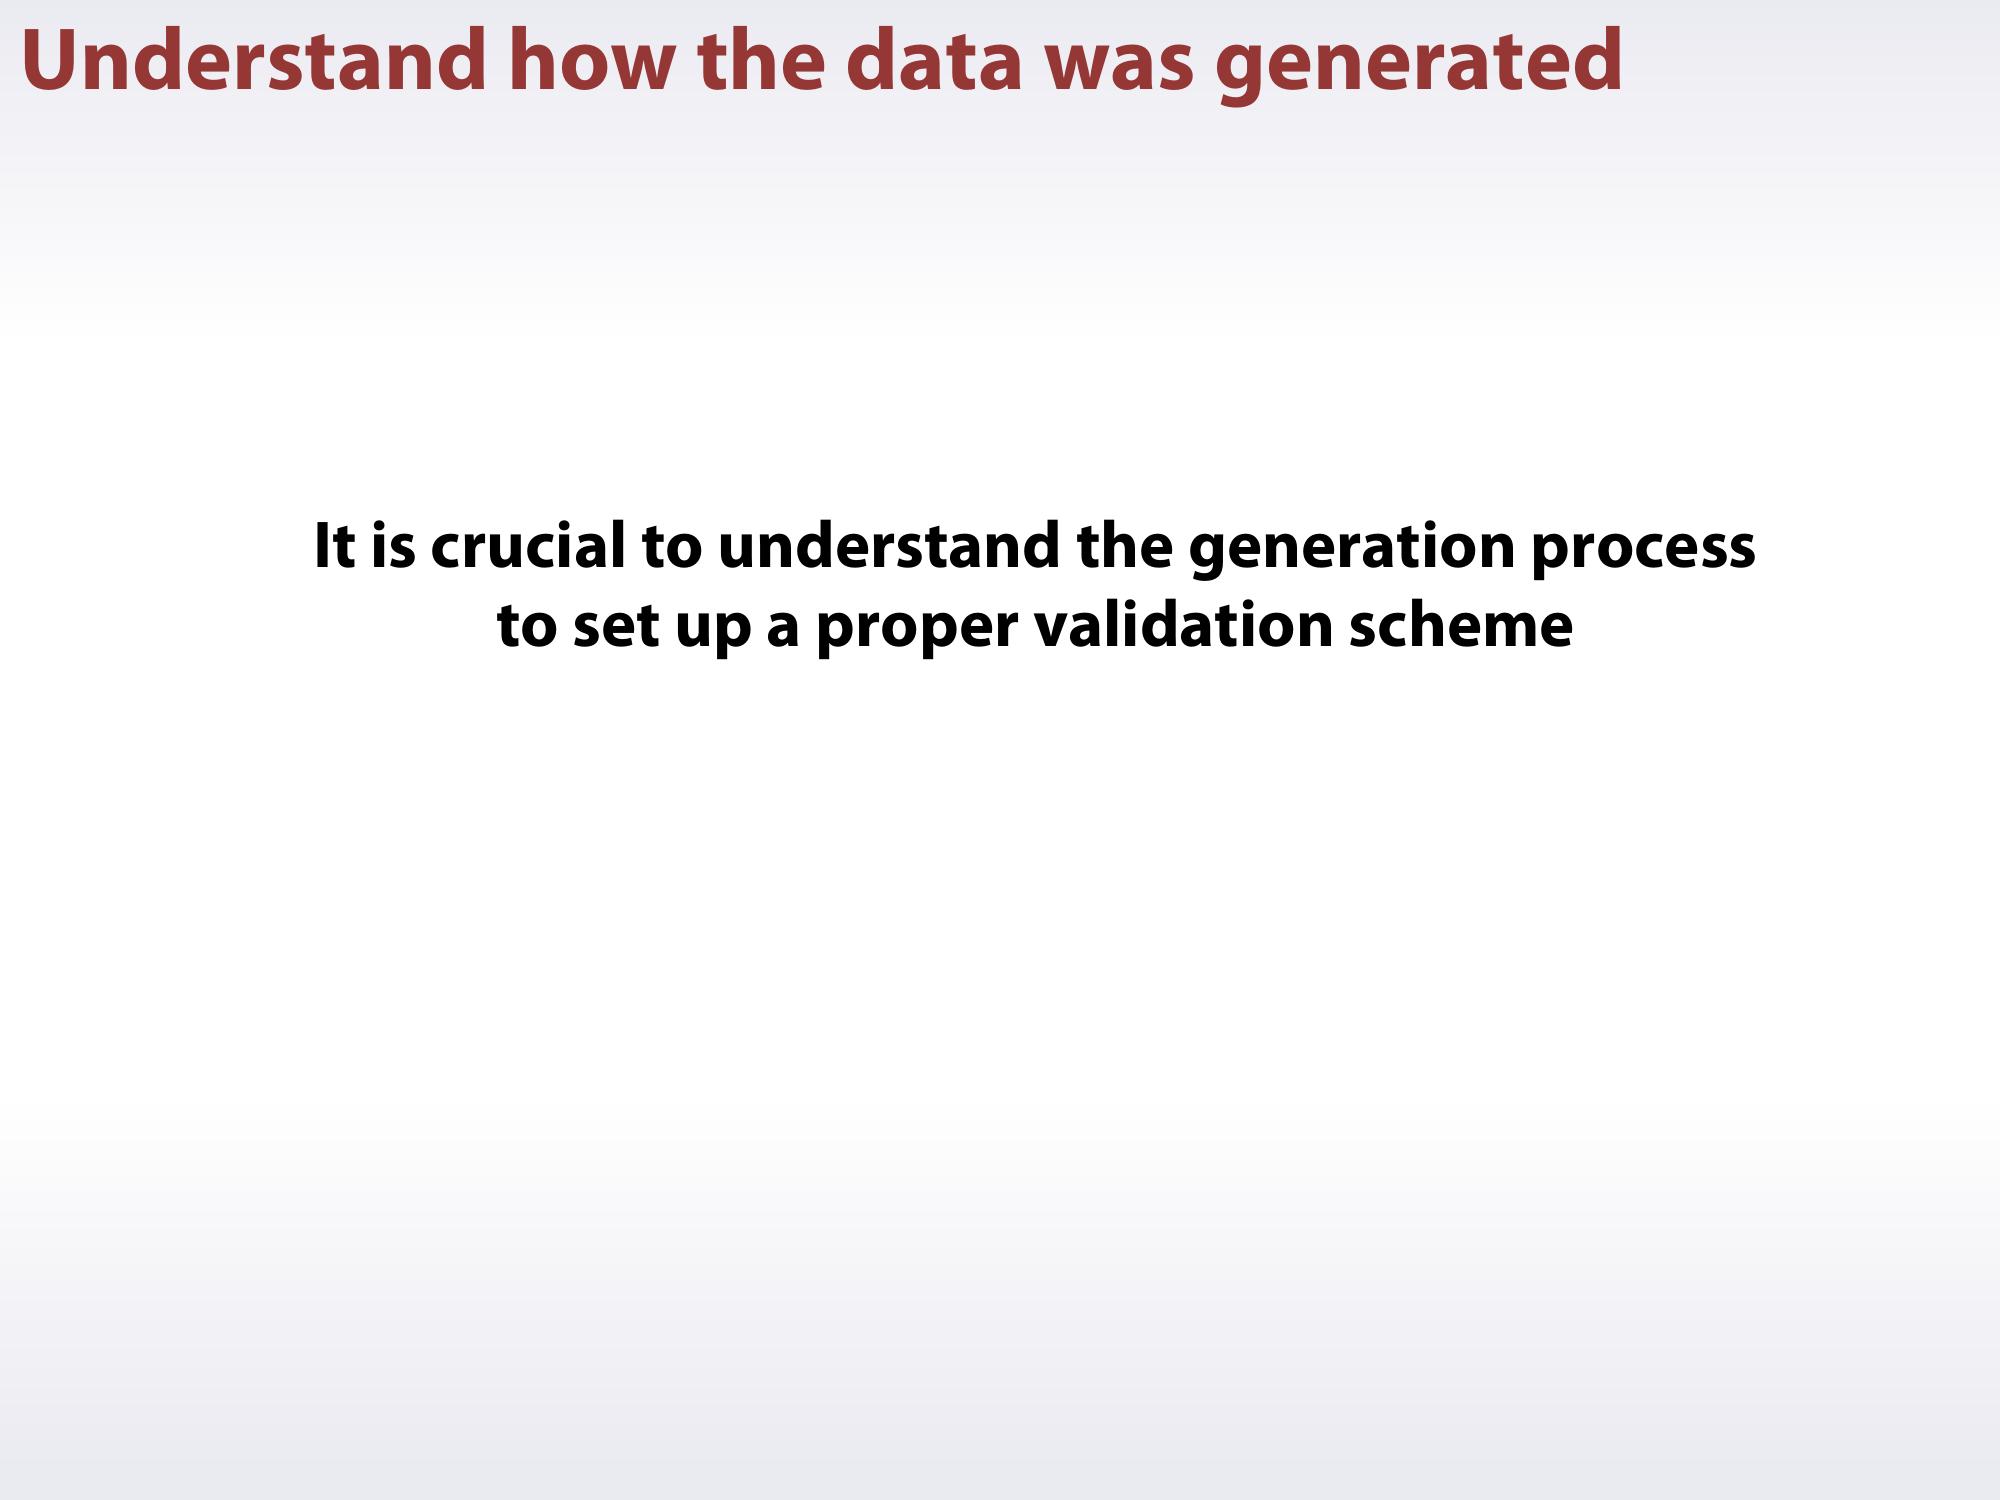 Understand how the data was generated
It is crucial to understand the generation process
to set up a proper validation scheme